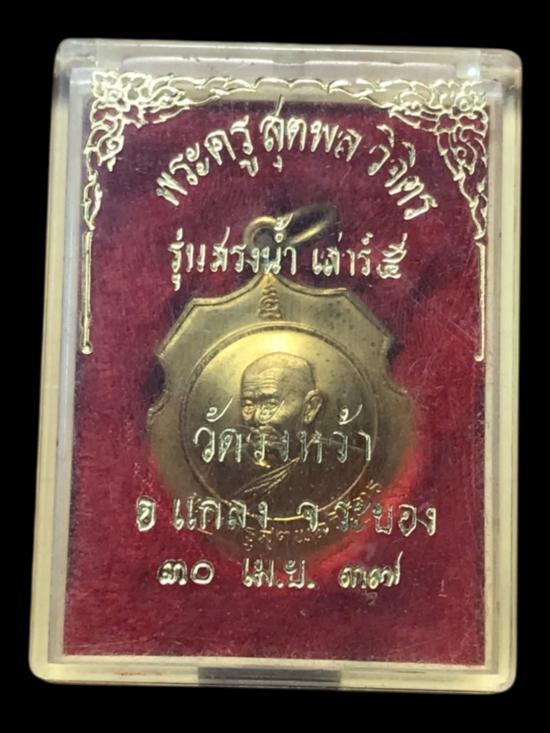 พระครูสุตพลวิจิตร
รุ่นสรงน้ำ เสาร์๕
วัดวังหว้า
อ แกลง จ.ระยอง
๓๐ เม.ย. ๓๗